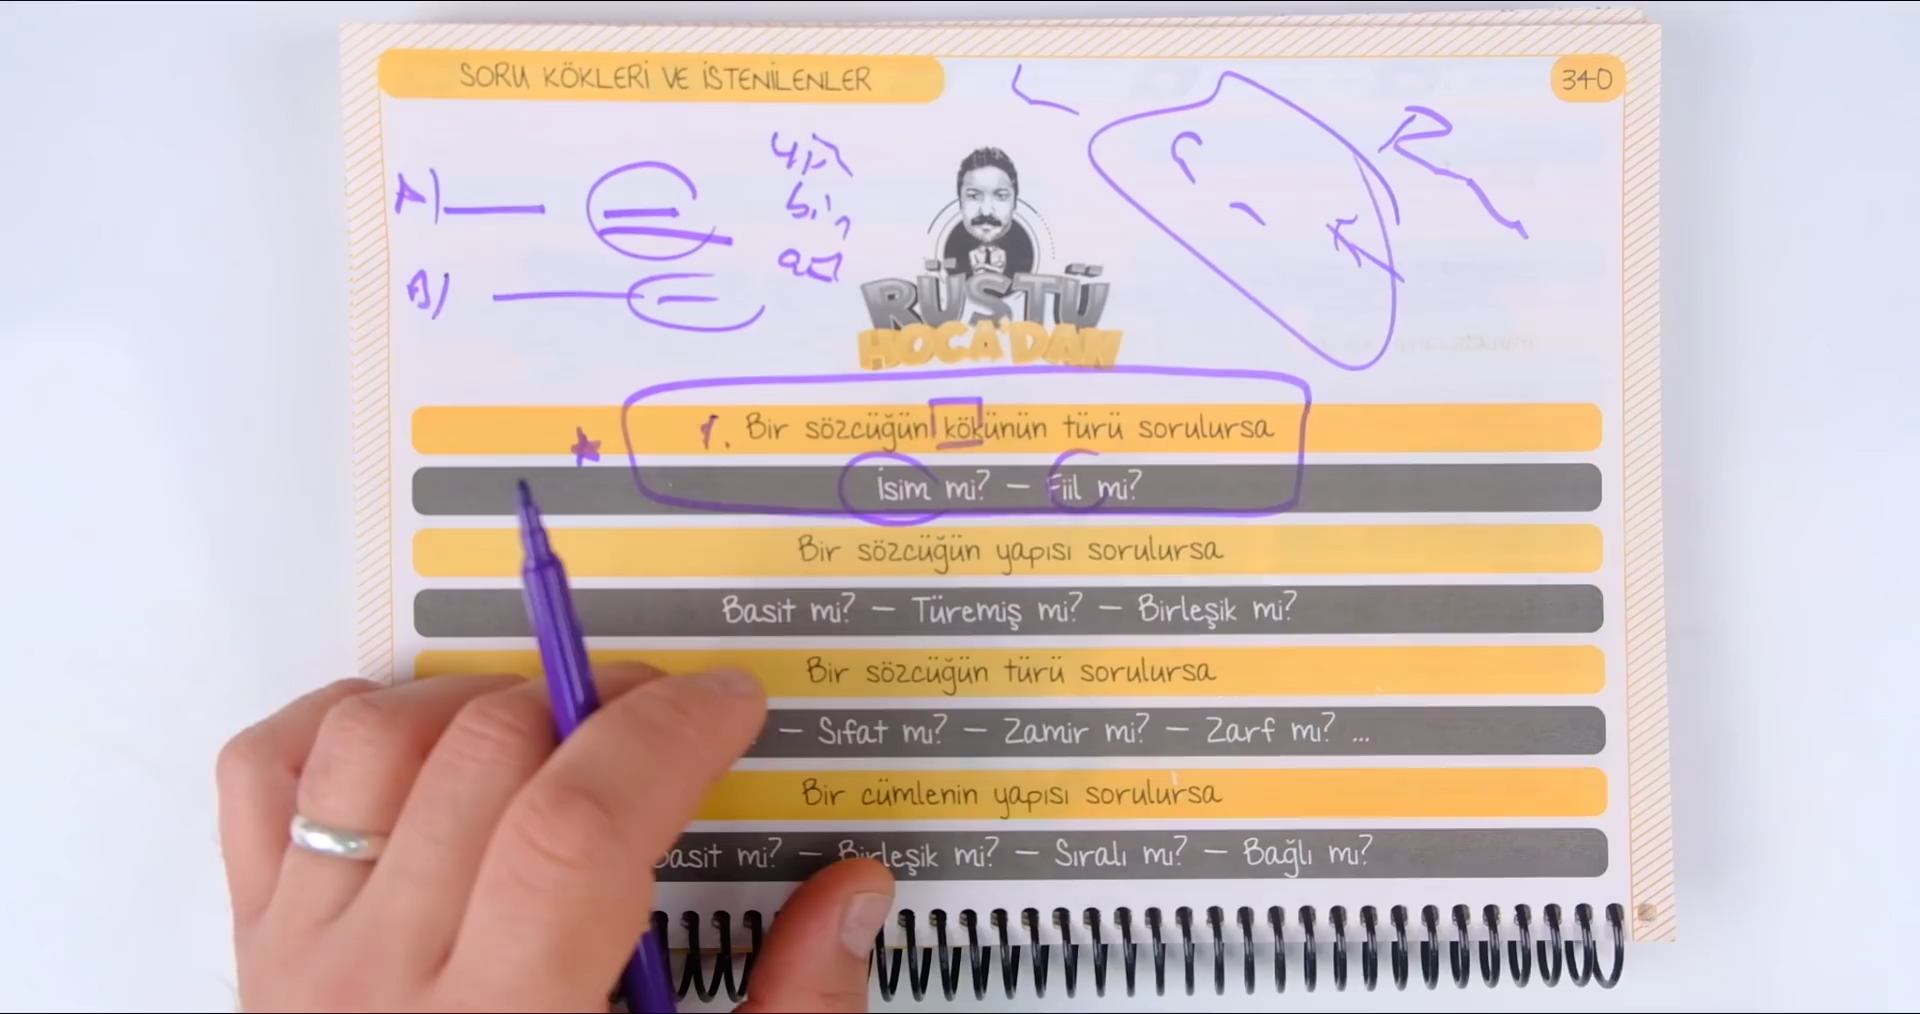 SORU KÖKLERİ VE İSTENİLENLER
340
A)
B)
RÜŞTÜ
HOCA'DAN
1. Bir sözcüğün kökünün türü sorulursa
İsim mi? – Fiil mi?
Bir sözcüğün yapısı sorulursa
Basit mi? – Türemiş mi? – Birleşik mi?
Bir sözcüğün türü sorulursa
? – Sıfat mı? – Zamir mi? – Zarf mı? ...
Bir cümlenin yapısı sorulursa
Basit mi? – Birleşik mi? – Sıralı mı? – Bağlı mı?